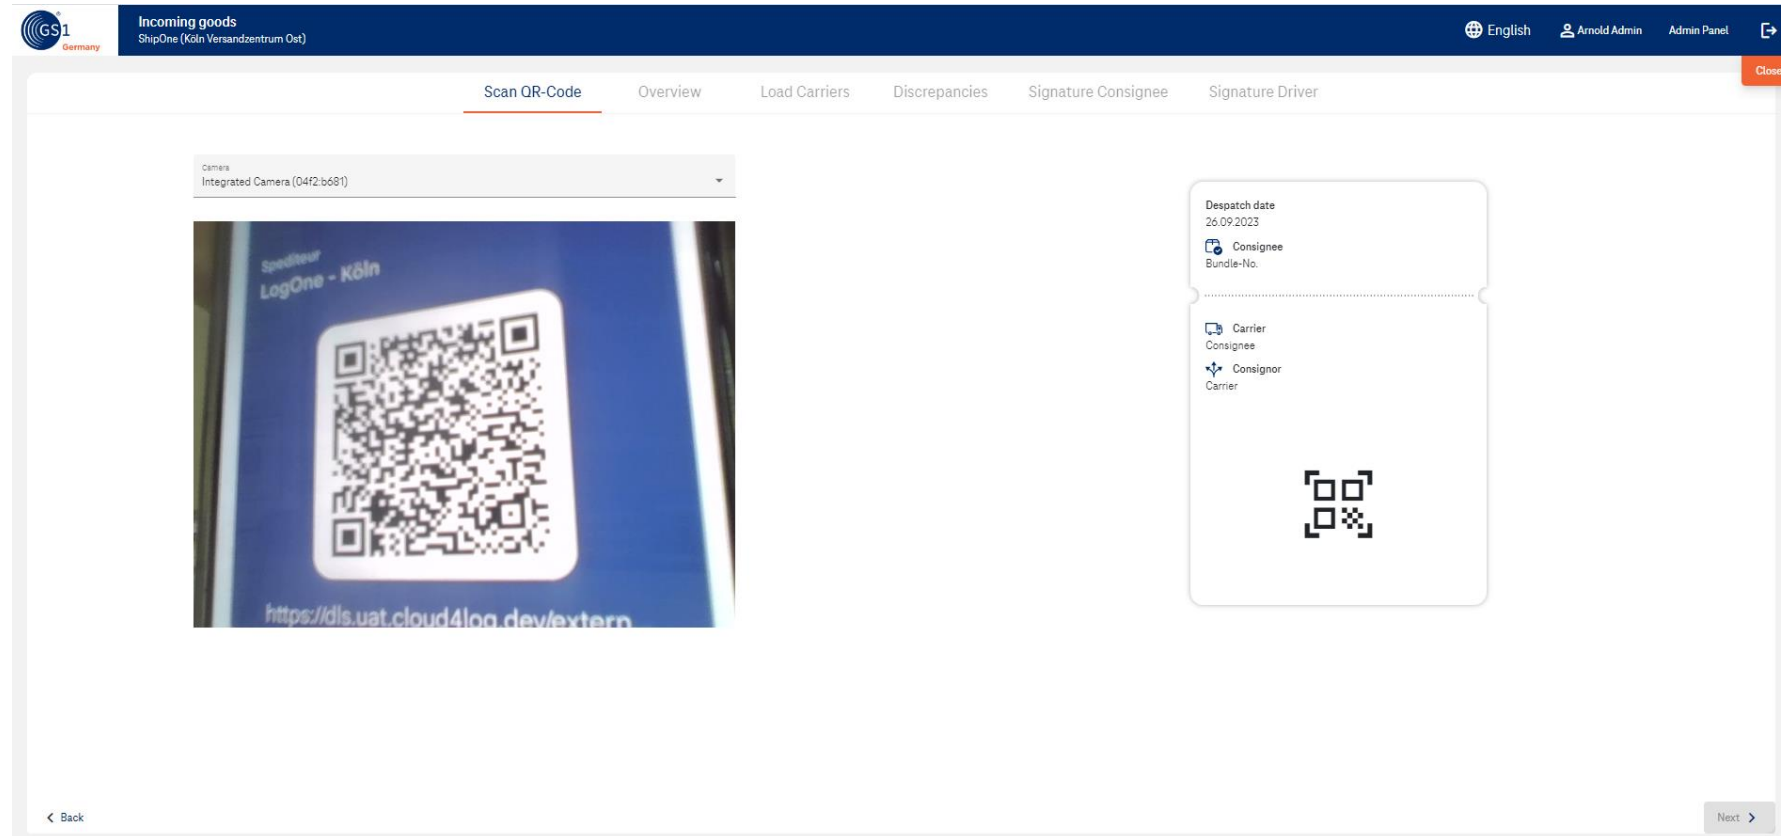 GS1
Germany
Incoming goods
ShipOne (Köln Versandzentrum Ost)
English
Arnold Admin
Admin Panel
Close
Scan QR-Code
Overview
Load Carriers
Discrepancies
Signature Consignee
Signature Driver
Camera
Integrated Camera (04f2:b681)
Spediteur
LogOne - Köln
https://dls.uat.cloud4log.dev/extern
Despatch date
26.09.2023
Consignee
Bundle-No.
Carrier
Consignee
Consignor
Carrier
Back
Next